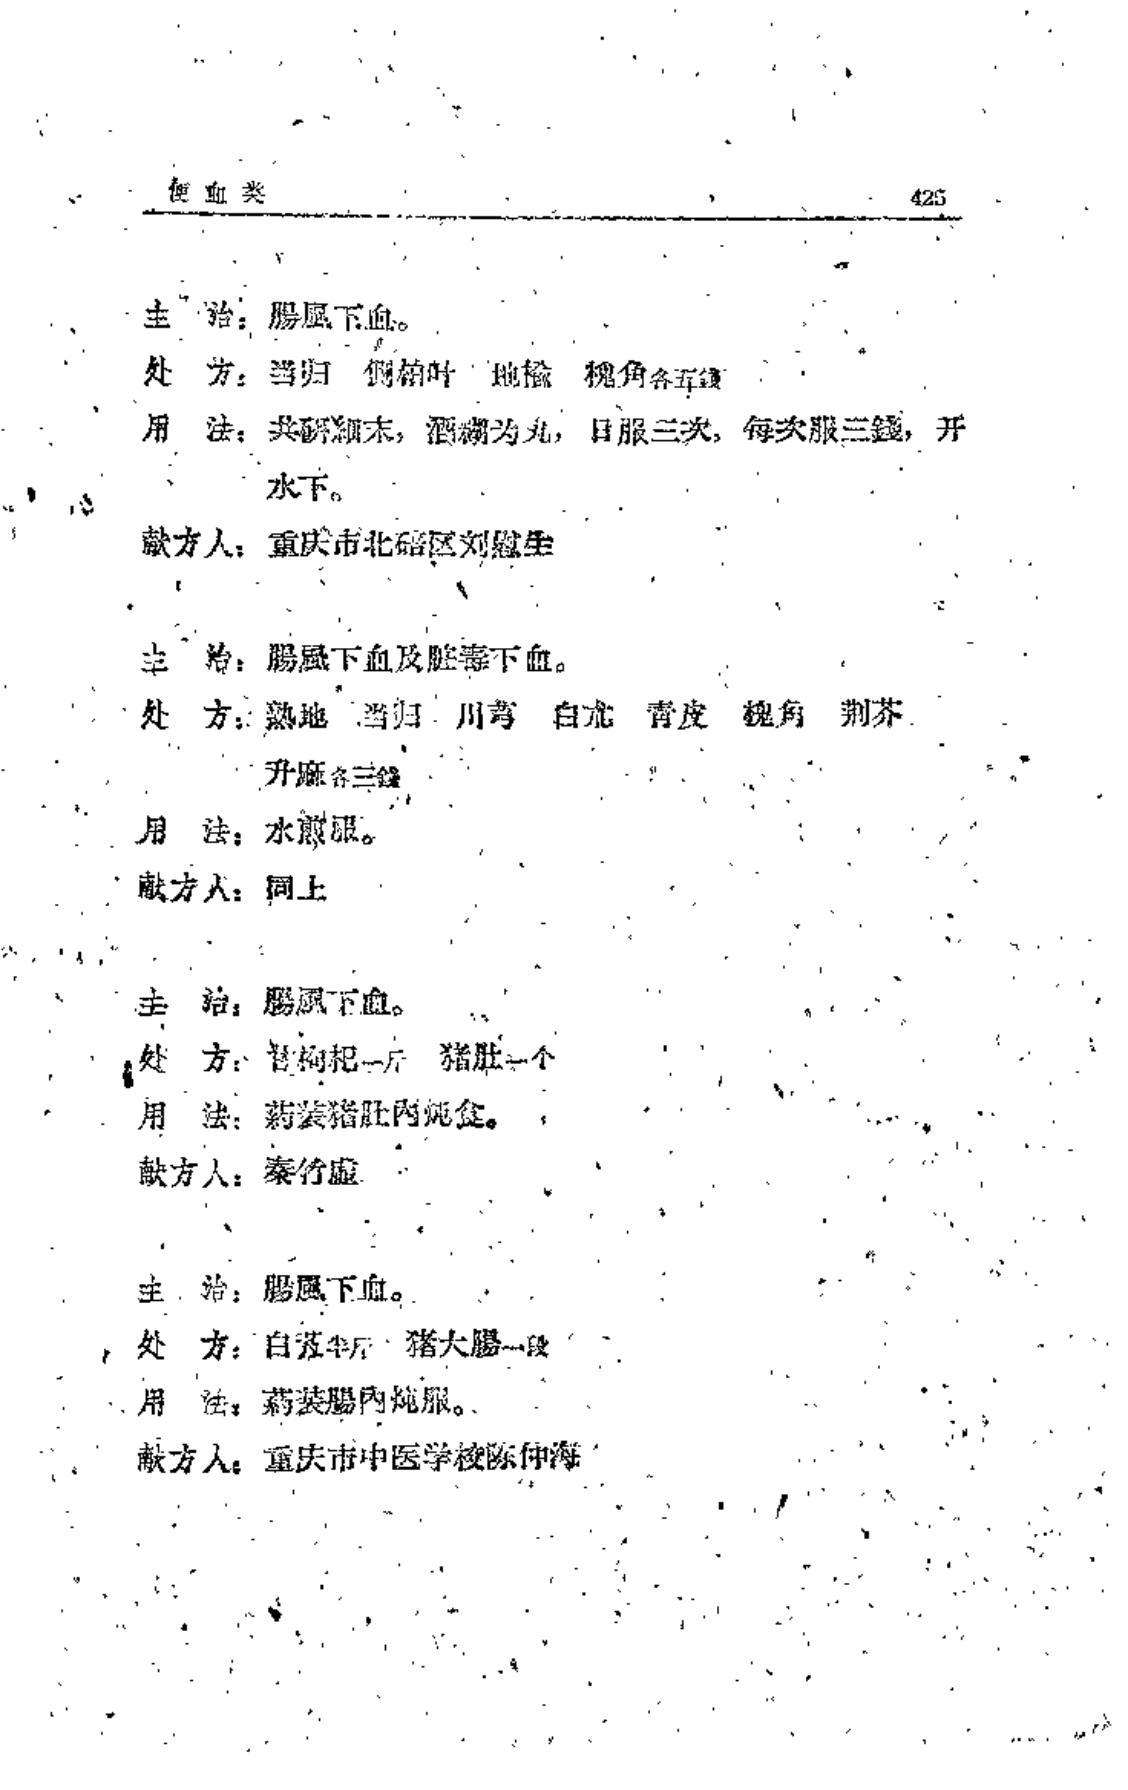 便血类 425
主 治：腸風下血。
处 方：当归 側柏叶 地榆 槐角各五錢
用 法：共研細末，酒糊为丸，日服三次，每次服三錢，开
水下。
献方人：重庆市北碚区刘慰生
主 治：腸風下血及脏毒下血。
处 方：熟地 当归 川芎 白朮 青皮 槐角 荆芥
升麻各三錢
用 法：水煎服。
献方人：同上
主 治：腸風下血。
处 方：苦枸杞一斤 猪肚一个
用 法：葯装猪肚內炖食。
献方人：秦竹虛
主 治：腸風下血。
处 方：白 半斤 猪大腸一段
用 法：葯装腸內炖服。
献方人：重庆市中医学校陈仲海